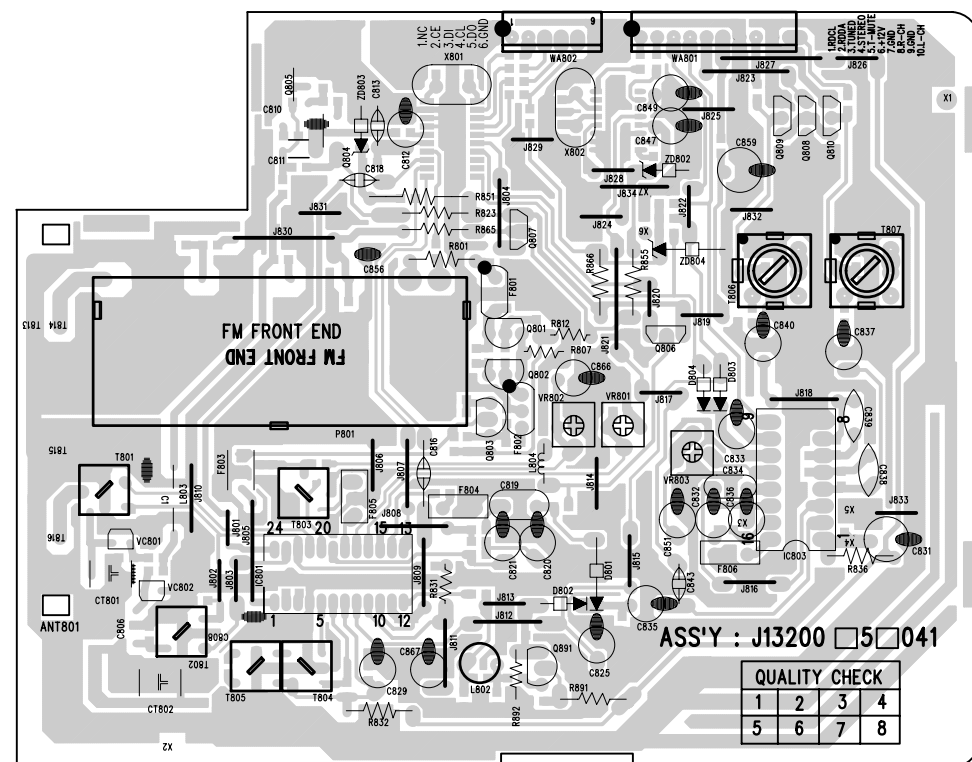 1.NC
2.CE
3.DI
4.CL
5.DO
6.GND
X801
1
6
WA802
WA801
J827
J823
J826
1.RDCL
2.RDDA
3.TUNED
4.STEREO
5.T-MUTE
6.+12V
7.GND
8.R-CH
9.GND
10.L-CH
Q805
ZD803
C813
C810
C811
Q804
C818
C812
J829
X802
C849
C847
J825
C859
Q809
Q808
Q810
X1
J828
ZD802
J834
X7
J822
J824
J832
J831
J830
R851
R823
R865
J804
Q807
C856
R801
9X
ZD804
R866
R855
J820
T806
T807
T813
T814
FM FRONT END
FM FRONT END
F801
Q801
R812
R807
J821
J819
Q806
C840
C837
Q802
C866
D804
D803
J817
J818
VR802
VR801
P801
Q803
F802
C833
9
8
C839
T815
T801
F803
J806
J807
C816
L804
J814
C834
VR803
C838
C1
L803
J810
T803
F805
F804
C819
C832
C836
X3
X5
J833
T816
VC801
J801
J805
24
20
15
13
J808
C821
C820
C851
16
1
X4
IC803
C831
CT801
VC802
J802
J803
IC801
J809
R831
D801
J815
F806
J816
R836
C843
ANT801
C806
T802
C808
1
5
10
12
J813
J812
D802
C835
J811
ASS'Y : J13200 □5□041
T805
T804
C867
C829
L802
Q891
C825
R892
R891
R832
CT802
X2
QUALITY CHECK
1 2 3 4
5 6 7 8